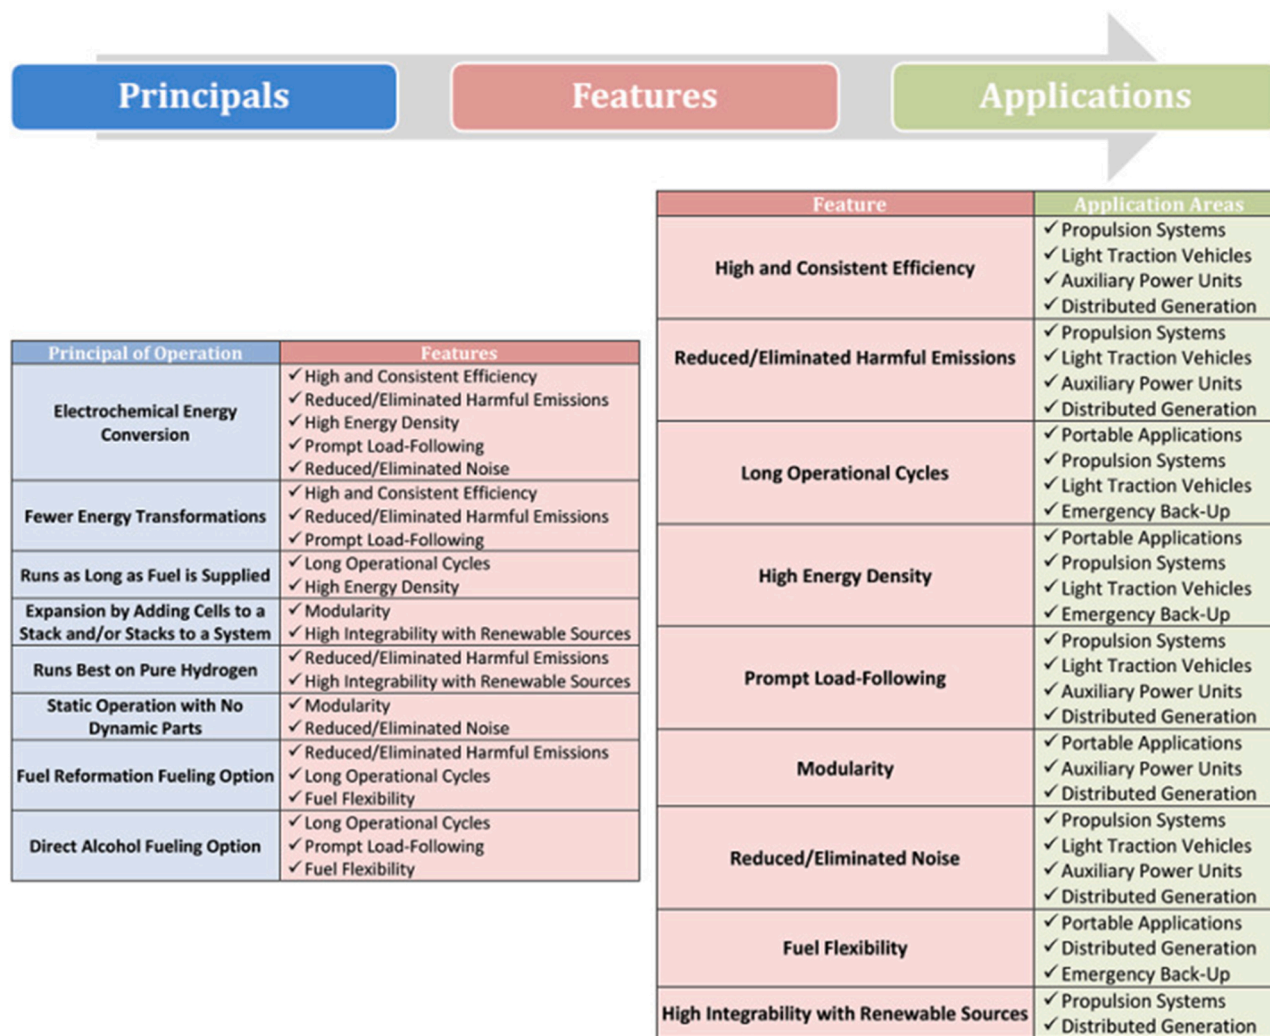 Principals
Features
Applications
Principal of Operation
Features
Electrochemical Energy
Conversion
✓ High and Consistent Efficiency
✓ Reduced/Eliminated Harmful Emissions
✓ High Energy Density
✓ Prompt Load-Following
✓ Reduced/Eliminated Noise
Fewer Energy Transformations
✓ High and Consistent Efficiency
✓ Reduced/Eliminated Harmful Emissions
✓ Prompt Load-Following
Runs as Long as Fuel is Supplied
✓ Long Operational Cycles
✓ High Energy Density
Expansion by Adding Cells to a
Stack and/or Stacks to a System
✓ Modularity
✓ High Integrability with Renewable Sources
Runs Best on Pure Hydrogen
✓ Reduced/Eliminated Harmful Emissions
✓ High Integrability with Renewable Sources
Static Operation with No
Dynamic Parts
✓ Modularity
✓ Reduced/Eliminated Noise
Fuel Reformation Fueling Option
✓ Reduced/Eliminated Harmful Emissions
✓ Long Operational Cycles
✓ Fuel Flexibility
Direct Alcohol Fueling Option
✓ Long Operational Cycles
✓ Prompt Load-Following
✓ Fuel Flexibility
Feature
Application Areas
High and Consistent Efficiency
✓ Propulsion Systems
✓ Light Traction Vehicles
✓ Auxiliary Power Units
✓ Distributed Generation
Reduced/Eliminated Harmful Emissions
✓ Propulsion Systems
✓ Light Traction Vehicles
✓ Auxiliary Power Units
✓ Distributed Generation
Long Operational Cycles
✓ Portable Applications
✓ Propulsion Systems
✓ Light Traction Vehicles
✓ Emergency Back-Up
High Energy Density
✓ Portable Applications
✓ Propulsion Systems
✓ Light Traction Vehicles
✓ Emergency Back-Up
Prompt Load-Following
✓ Propulsion Systems
✓ Light Traction Vehicles
✓ Auxiliary Power Units
✓ Distributed Generation
Modularity
✓ Portable Applications
✓ Auxiliary Power Units
✓ Distributed Generation
Reduced/Eliminated Noise
✓ Propulsion Systems
✓ Light Traction Vehicles
✓ Auxiliary Power Units
✓ Distributed Generation
Fuel Flexibility
✓ Portable Applications
✓ Distributed Generation
✓ Emergency Back-Up
High Integrability with Renewable Sources
✓ Propulsion Systems
✓ Distributed Generation